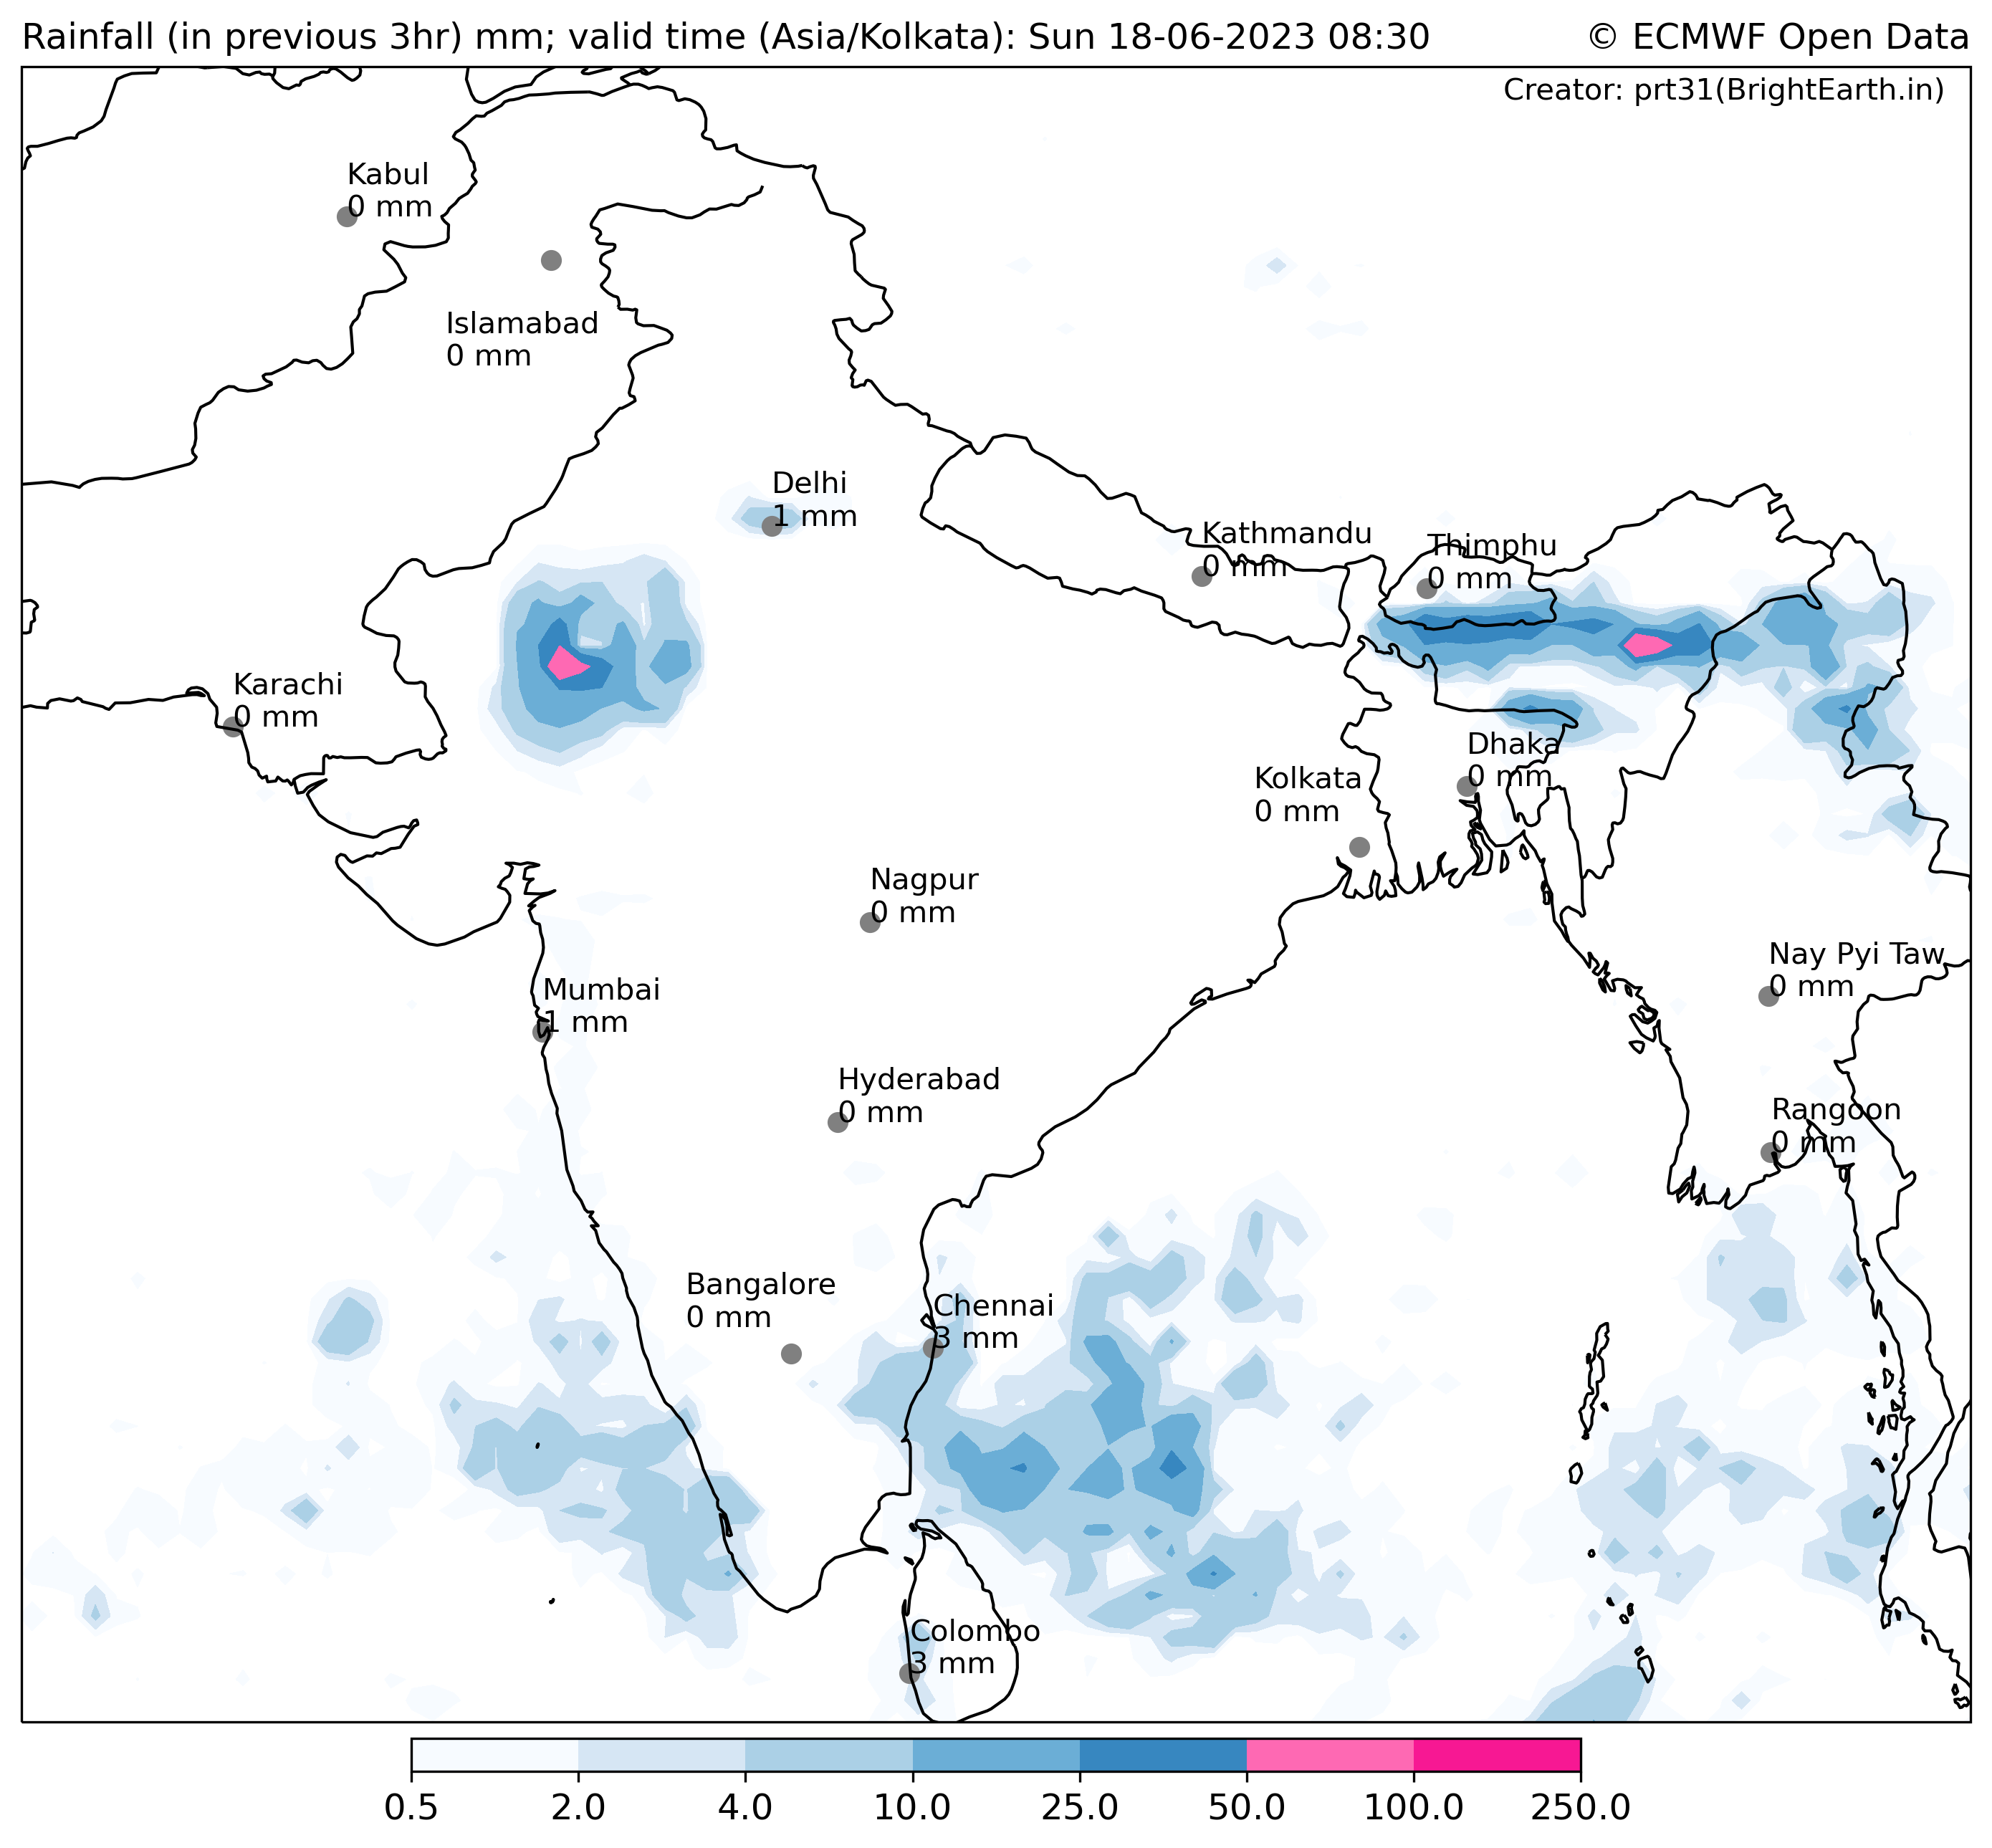 Rainfall (in previous 3hr) mm; valid time (Asia/Kolkata): Sun 18-06-2023 08:30
© ECMWF Open Data
Creator: prt31(BrightEarth.in)
Kabul
0 mm
Islamabad
0 mm
Delhi
1 mm
Kathmandu
0 mm
Thimphu
0 mm
Karachi
0 mm
Dhaka
0 mm
Kolkata
0 mm
Nagpur
0 mm
Nay Pyi Taw
0 mm
Mumbai
1 mm
Hyderabad
0 mm
Rangoon
0 mm
Bangalore
0 mm
Chennai
3 mm
Colombo
3 mm
0.5 2.0 4.0 10.0 25.0 50.0 100.0 250.0